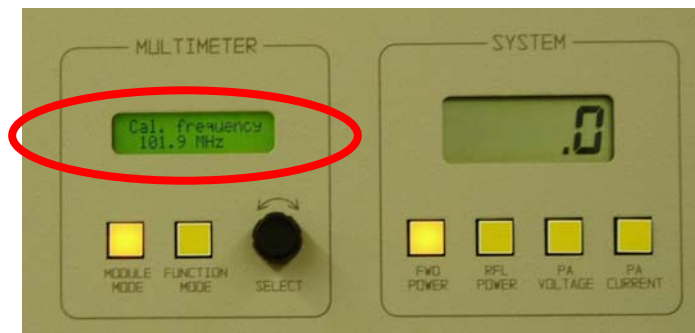 MULTIMETER
Cal. frequency
101.9 MHz
MODULE FUNCTION
MODE MODE SELECT
SYSTEM
.0
FWD RFL PA PA
POWER POWER VOLTAGE CURRENT